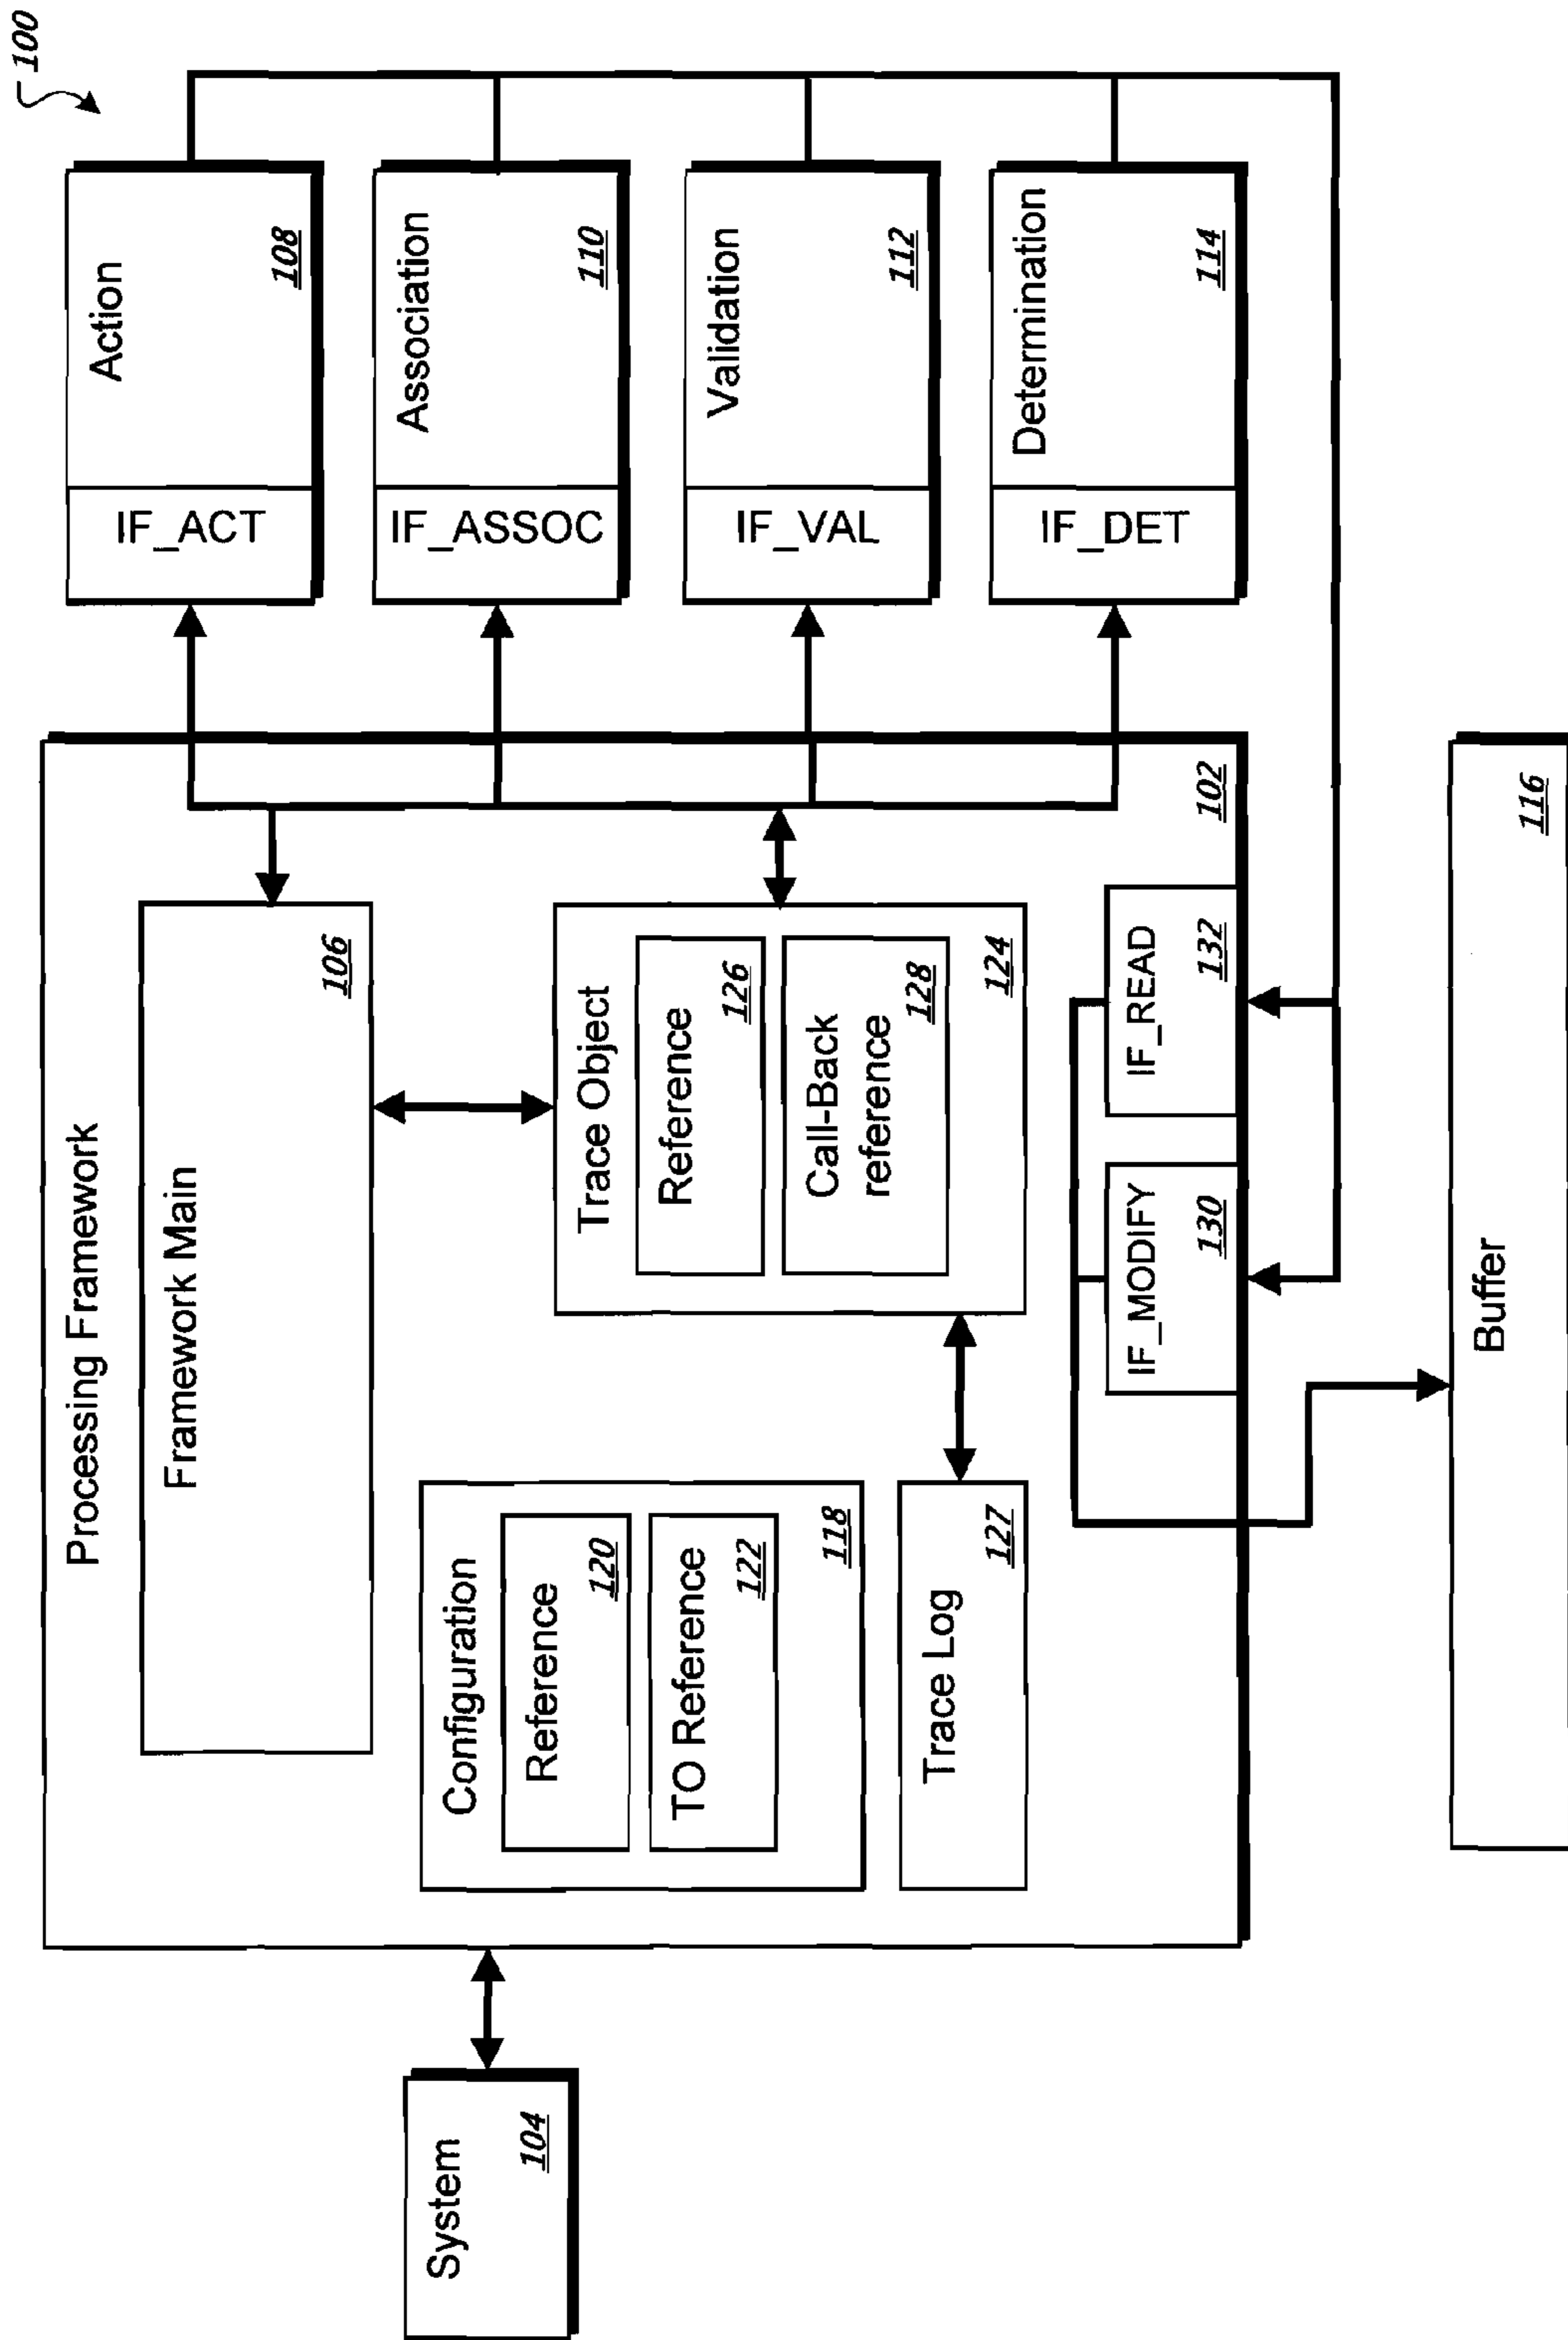 100
System
104
Processing Framework
Framework Main
106
Configuration
Reference
120
TO Reference
122
118
Trace Log
127
Trace Object
Reference
126
Call-Back
reference
128
124
IF_MODIFY
130
IF_READ
132
102
IF_ACT
Action
108
IF_ASSOC
Association
110
IF_VAL
Validation
112
IF_DET
Determination
114
Buffer
116